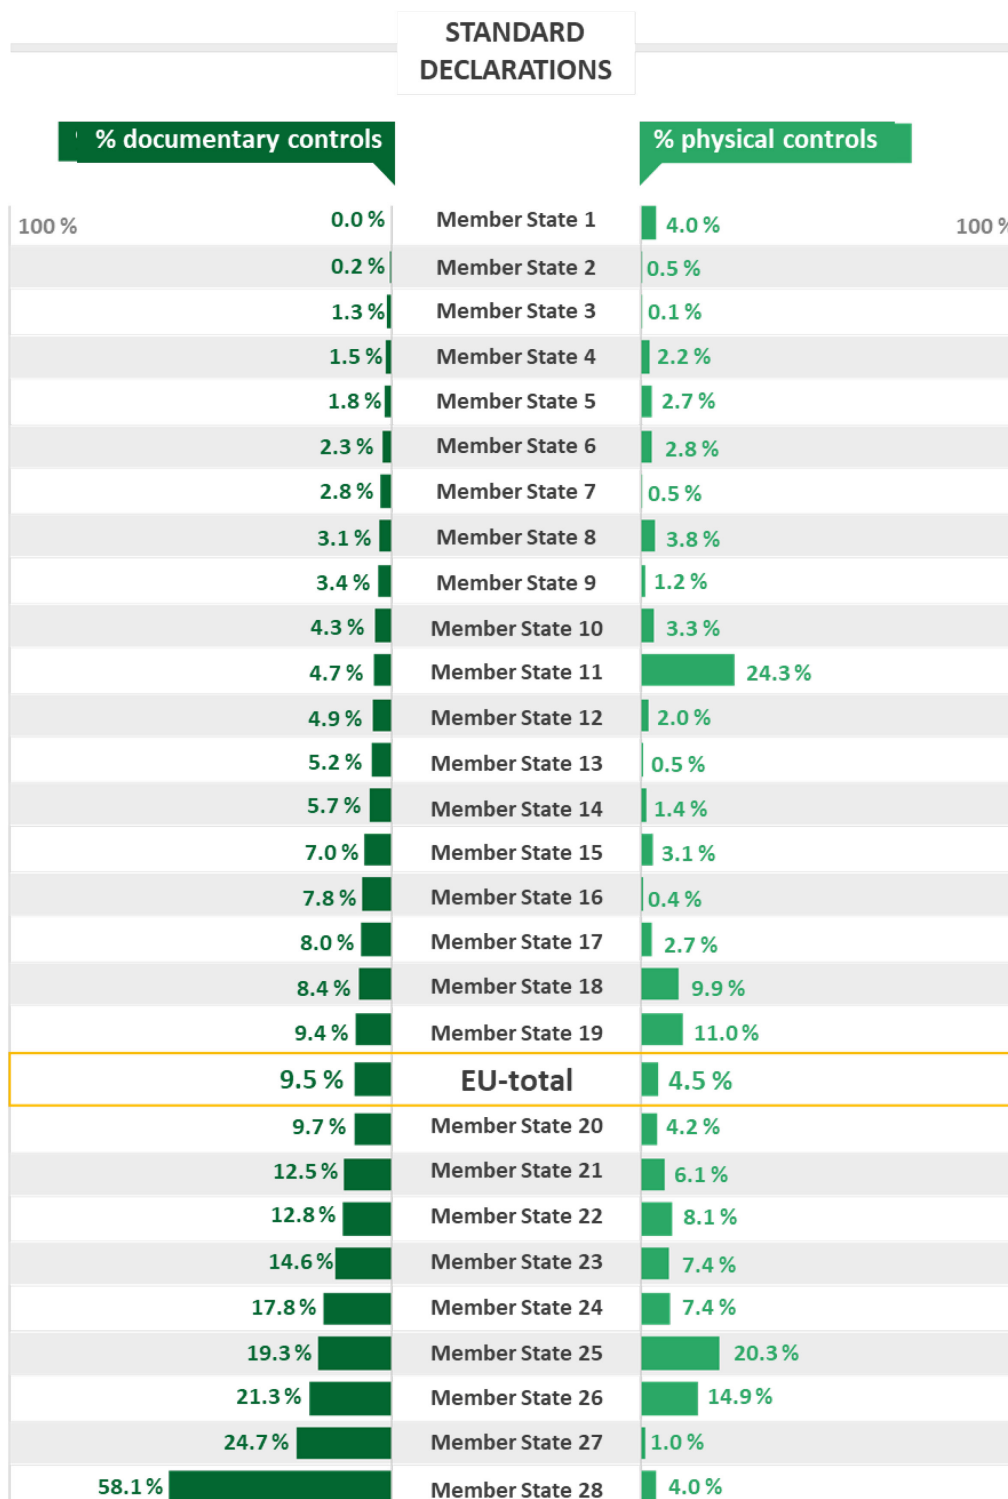 STANDARD
DECLARATIONS
% documentary controls
% physical controls
100 %
100 %
0.0 % Member State 1 4.0 %
0.2 % Member State 2 0.5 %
1.3 % Member State 3 0.1 %
1.5 % Member State 4 2.2 %
1.8 % Member State 5 2.7 %
2.3 % Member State 6 2.8 %
2.8 % Member State 7 0.5 %
3.1 % Member State 8 3.8 %
3.4 % Member State 9 1.2 %
4.3 % Member State 10 3.3 %
4.7 % Member State 11 24.3 %
4.9 % Member State 12 2.0 %
5.2 % Member State 13 0.5 %
5.7 % Member State 14 1.4 %
7.0 % Member State 15 3.1 %
7.8 % Member State 16 0.4 %
8.0 % Member State 17 2.7 %
8.4 % Member State 18 9.9 %
9.4 % Member State 19 11.0 %
9.5 % EU-total 4.5 %
9.7 % Member State 20 4.2 %
12.5 % Member State 21 6.1 %
12.8 % Member State 22 8.1 %
14.6 % Member State 23 7.4 %
17.8 % Member State 24 7.4 %
19.3 % Member State 25 20.3 %
21.3 % Member State 26 14.9 %
24.7 % Member State 27 1.0 %
58.1 % Member State 28 4.0 %